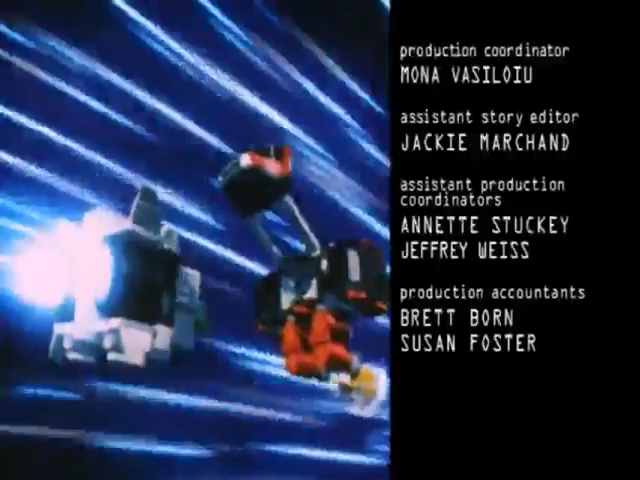 production coordinator
MONA VASILOIU
assistant story editor
JACKIE MARCHAND
assistant production
coordinators
ANNETTE STUCKEY
JEFFREY WEISS
production accountants
BRETT BORN
SUSAN FOSTER